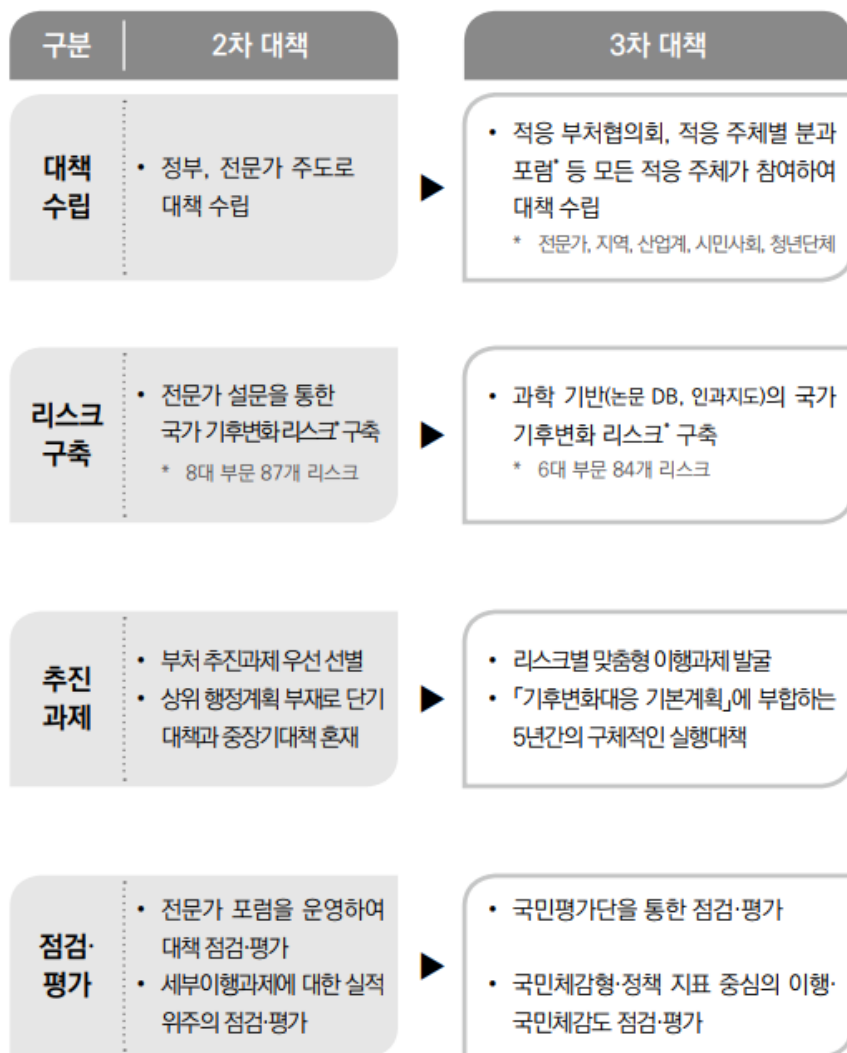 구분 2차 대책 3차 대책
대책
수립
• 정부, 전문가 주도로
대책 수립
▶
• 적응 부처협의회, 적응 주체별 분과
포럼* 등 모든 적응 주체가 참여하여
대책 수립
* 전문가, 지역, 산업계, 시민사회, 청년단체
리스크
구축
• 전문가 설문을 통한
국가 기후변화 리스크* 구축
* 8대 부문 87개 리스크
▶
• 과학 기반(논문 DB, 인과지도)의 국가
기후변화 리스크* 구축
* 6대 부문 84개 리스크
추진
과제
• 부처 추진과제 우선 선별
• 상위 행정계획 부재로 단기
대책과 중장기대책 혼재
▶
• 리스크별 맞춤형 이행과제 발굴
• 「기후변화대응 기본계획」에 부합하는
5년간의 구체적인 실행대책
점검·
평가
• 전문가 포럼을 운영하여
대책 점검·평가
• 세부이행과제에 대한 실적
위주의 점검·평가
▶
• 국민평가단을 통한 점검·평가
• 국민체감형·정책 지표 중심의 이행·
국민체감도 점검·평가